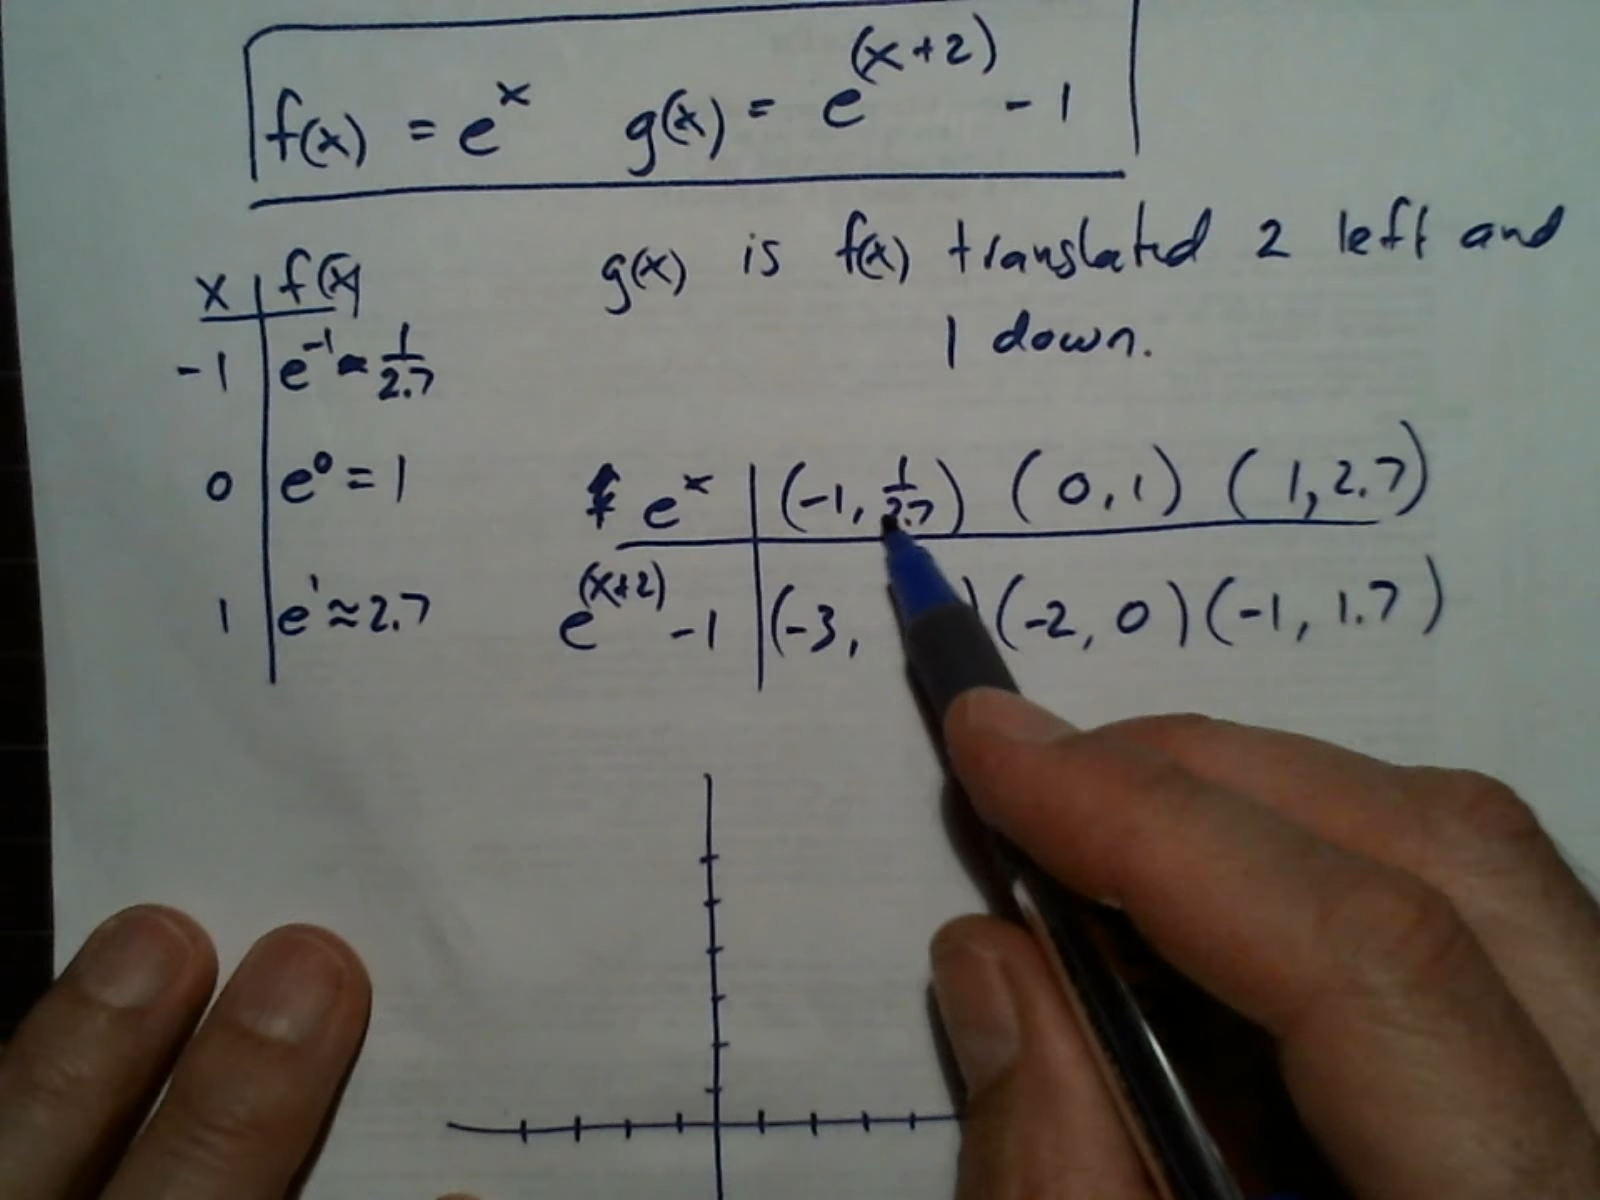 f(x) = e^x g(x) = e^(x+2) - 1
g(x) is f(x) translated 2 left and
1 down.
x | f(x)
-1 | e^-1 ≈ 1/2.7
0 | e^0 = 1
1 | e^1 ≈ 2.7
e^x | (-1, 1/2.7) (0, 1) (1, 2.7)
e^(x+2) - 1 | (-3, ) (-2, 0) (-1, 1.7)